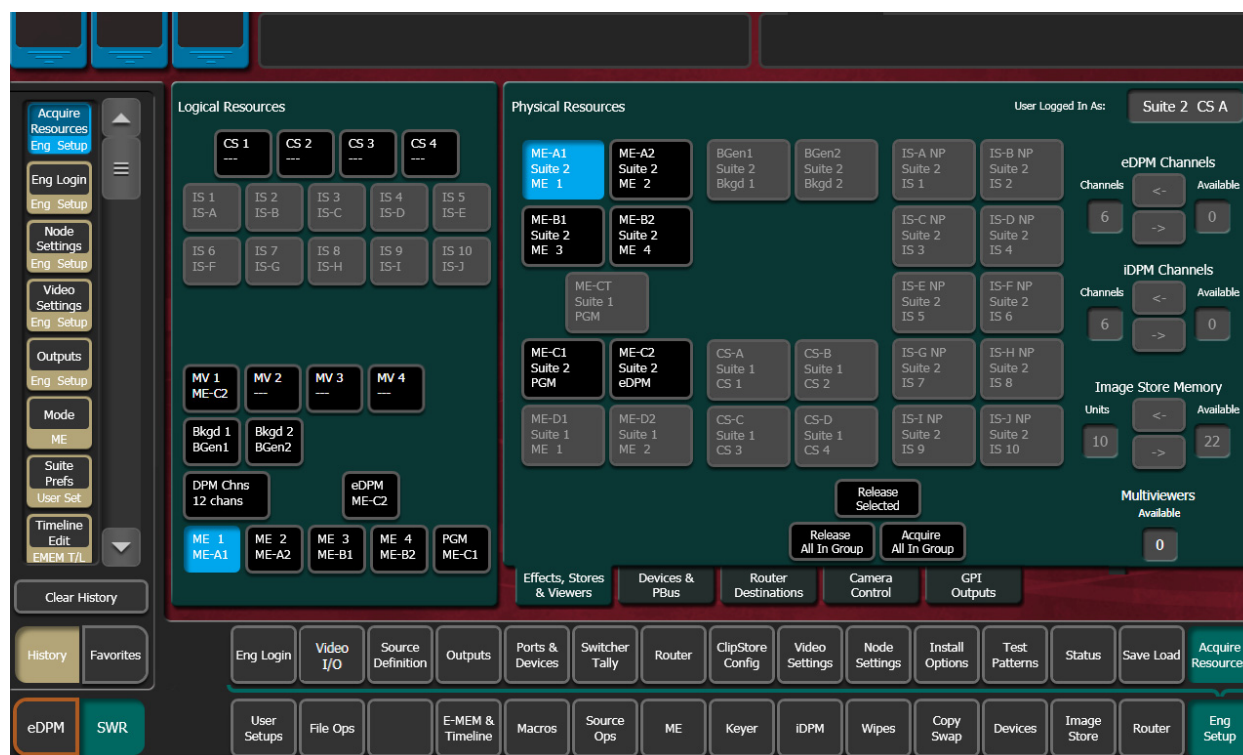 Acquire
Resources
Eng Setup
Eng Login
Eng Setup
Node
Settings
Eng Setup
Video
Settings
Eng Setup
Outputs
Eng Setup
Mode
ME
Suite
Prefs
User Set
Timeline
Edit
EMEM T/L
Clear History
History
Favorites
eDPM
SWR
Logical Resources
CS 1
---
CS 2
---
CS 3
---
CS 4
---
IS 1
IS-A
IS 2
IS-B
IS 3
IS-C
IS 4
IS-D
IS 5
IS-E
IS 6
IS-F
IS 7
IS-G
IS 8
IS-H
IS 9
IS-I
IS 10
IS-J
MV 1
ME-C2
MV 2
---
MV 3
---
MV 4
---
Bkgd 1
BGen1
Bkgd 2
BGen2
DPM Chns
12 chans
eDPM
ME-C2
ME 1
ME-A1
ME 2
ME-A2
ME 3
ME-B1
ME 4
ME-B2
PGM
ME-C1
Physical Resources
User Logged In As:
Suite 2 CS A
ME-A1
Suite 2
ME 1
ME-A2
Suite 2
ME 2
BGen1
Suite 2
Bkgd 1
BGen2
Suite 2
Bkgd 2
IS-A NP
Suite 2
IS 1
IS-B NP
Suite 2
IS 2
ME-B1
Suite 2
ME 3
ME-B2
Suite 2
ME 4
IS-C NP
Suite 2
IS 3
IS-D NP
Suite 2
IS 4
ME-CT
Suite 1
PGM
IS-E NP
Suite 2
IS 5
IS-F NP
Suite 2
IS 6
ME-C1
Suite 2
PGM
ME-C2
Suite 2
eDPM
CS-A
Suite 1
CS 1
CS-B
Suite 1
CS 2
IS-G NP
Suite 2
IS 7
IS-H NP
Suite 2
IS 8
ME-D1
Suite 1
ME 1
ME-D2
Suite 1
ME 2
CS-C
Suite 1
CS 3
CS-D
Suite 1
CS 4
IS-I NP
Suite 2
IS 9
IS-J NP
Suite 2
IS 10
eDPM Channels
Channels
<-
Available
6
->
0
iDPM Channels
Channels
<-
Available
6
->
0
Image Store Memory
Units
<-
Available
10
->
22
Multiviewers
Available
0
Release
Selected
Release
All In Group
Acquire
All In Group
Effects, Stores
& Viewers
Devices &
PBus
Router
Destinations
Camera
Control
GPI
Outputs
Eng Login
Video
I/O
Source
Definition
Outputs
Ports &
Devices
Switcher
Tally
Router
ClipStore
Config
Video
Settings
Node
Settings
Install
Options
Test
Patterns
Status
Save Load
Acquire
Resource
User
Setups
File Ops
E-MEM &
Timeline
Macros
Source
Ops
ME
Keyer
iDPM
Wipes
Copy
Swap
Devices
Image
Store
Router
Eng
Setup